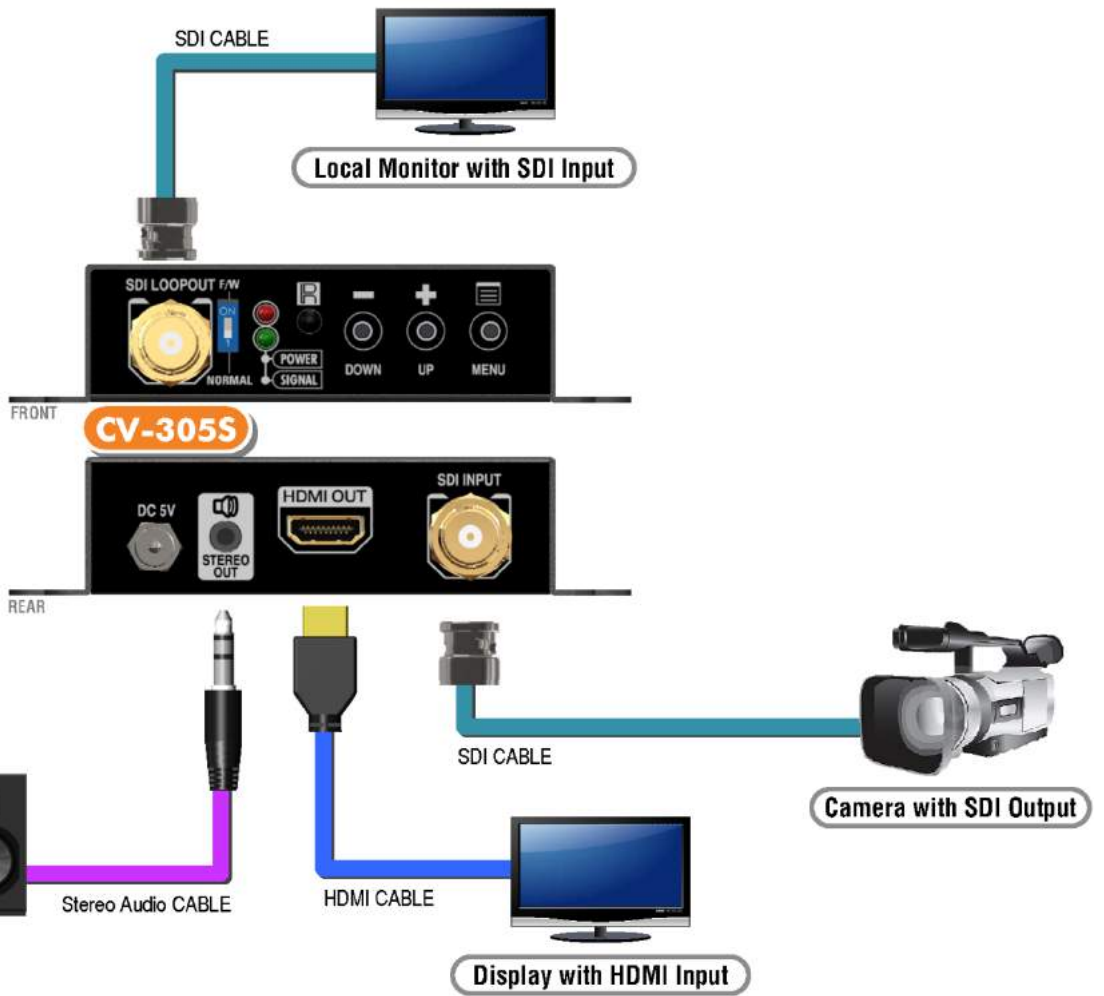 SDI CABLE
Local Monitor with SDI Input
SDI LOOPOUT F/W
ON
1
NORMAL
POWER
SIGNAL
R
DOWN
UP
MENU
FRONT
CV-305S
DC 5V
STEREO
OUT
HDMI OUT
SDI INPUT
REAR
SDI CABLE
Camera with SDI Output
Stereo Audio CABLE
HDMI CABLE
Display with HDMI Input